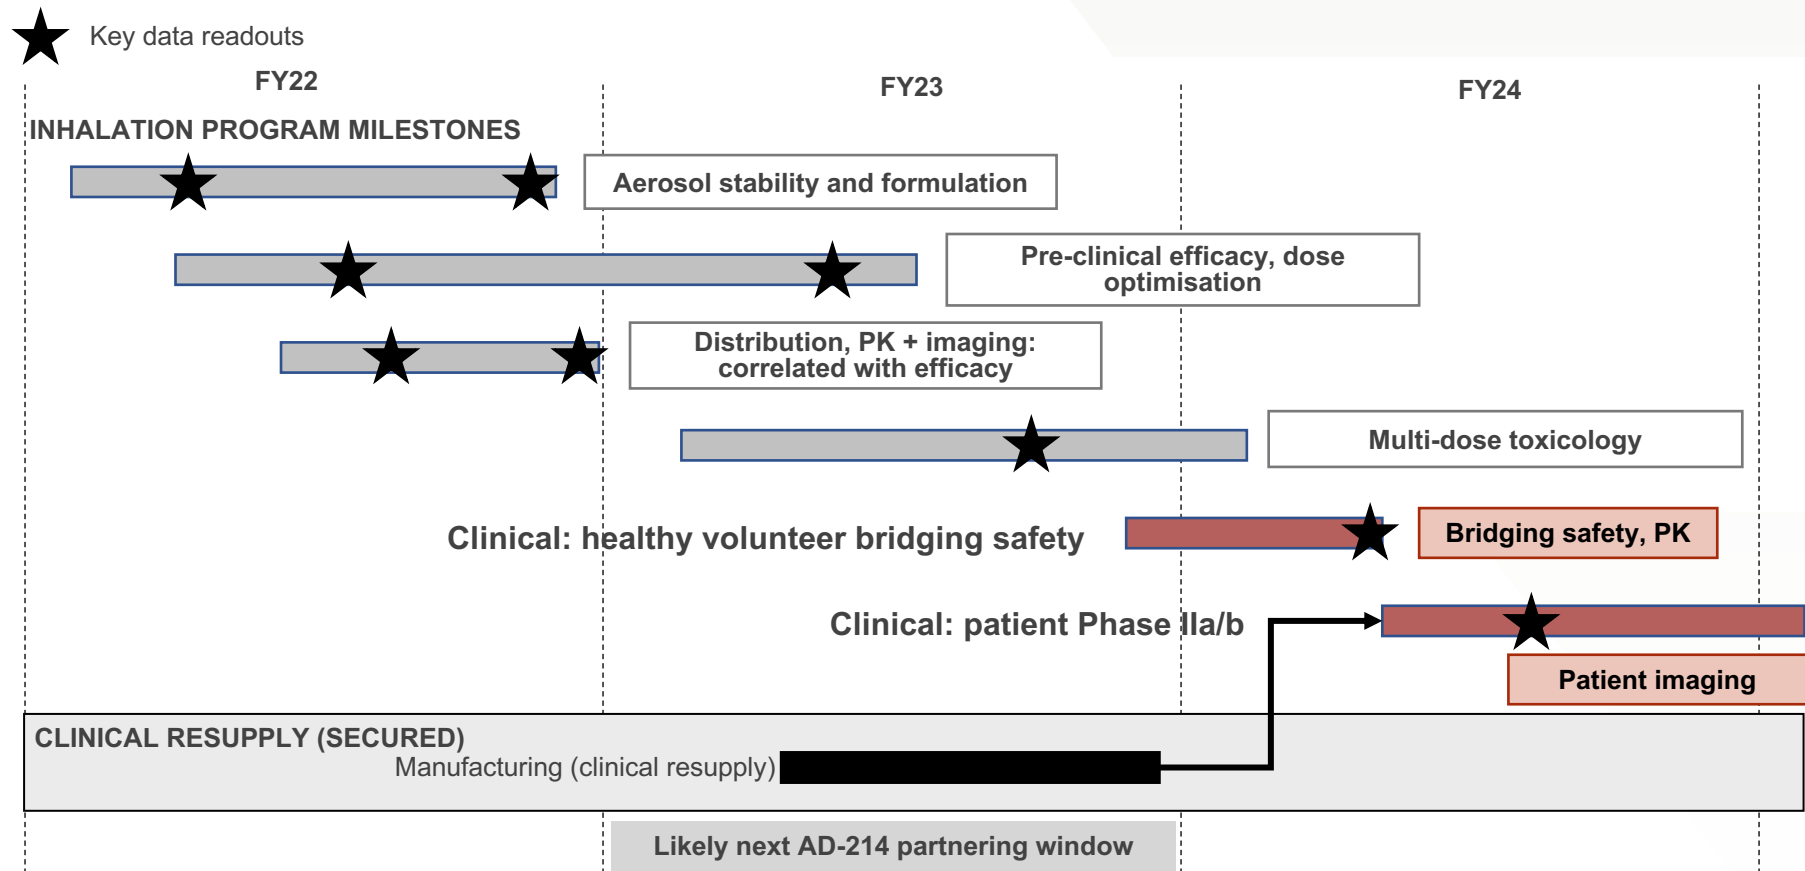 Key data readouts
FY22
FY23
FY24
INHALATION PROGRAM MILESTONES
Aerosol stability and formulation
Pre-clinical efficacy, dose
optimisation
Distribution, PK + imaging:
correlated with efficacy
Multi-dose toxicology
Clinical: healthy volunteer bridging safety
Bridging safety, PK
Clinical: patient Phase IIa/b
Patient imaging
CLINICAL RESUPPLY (SECURED)
Manufacturing (clinical resupply)
Likely next AD-214 partnering window